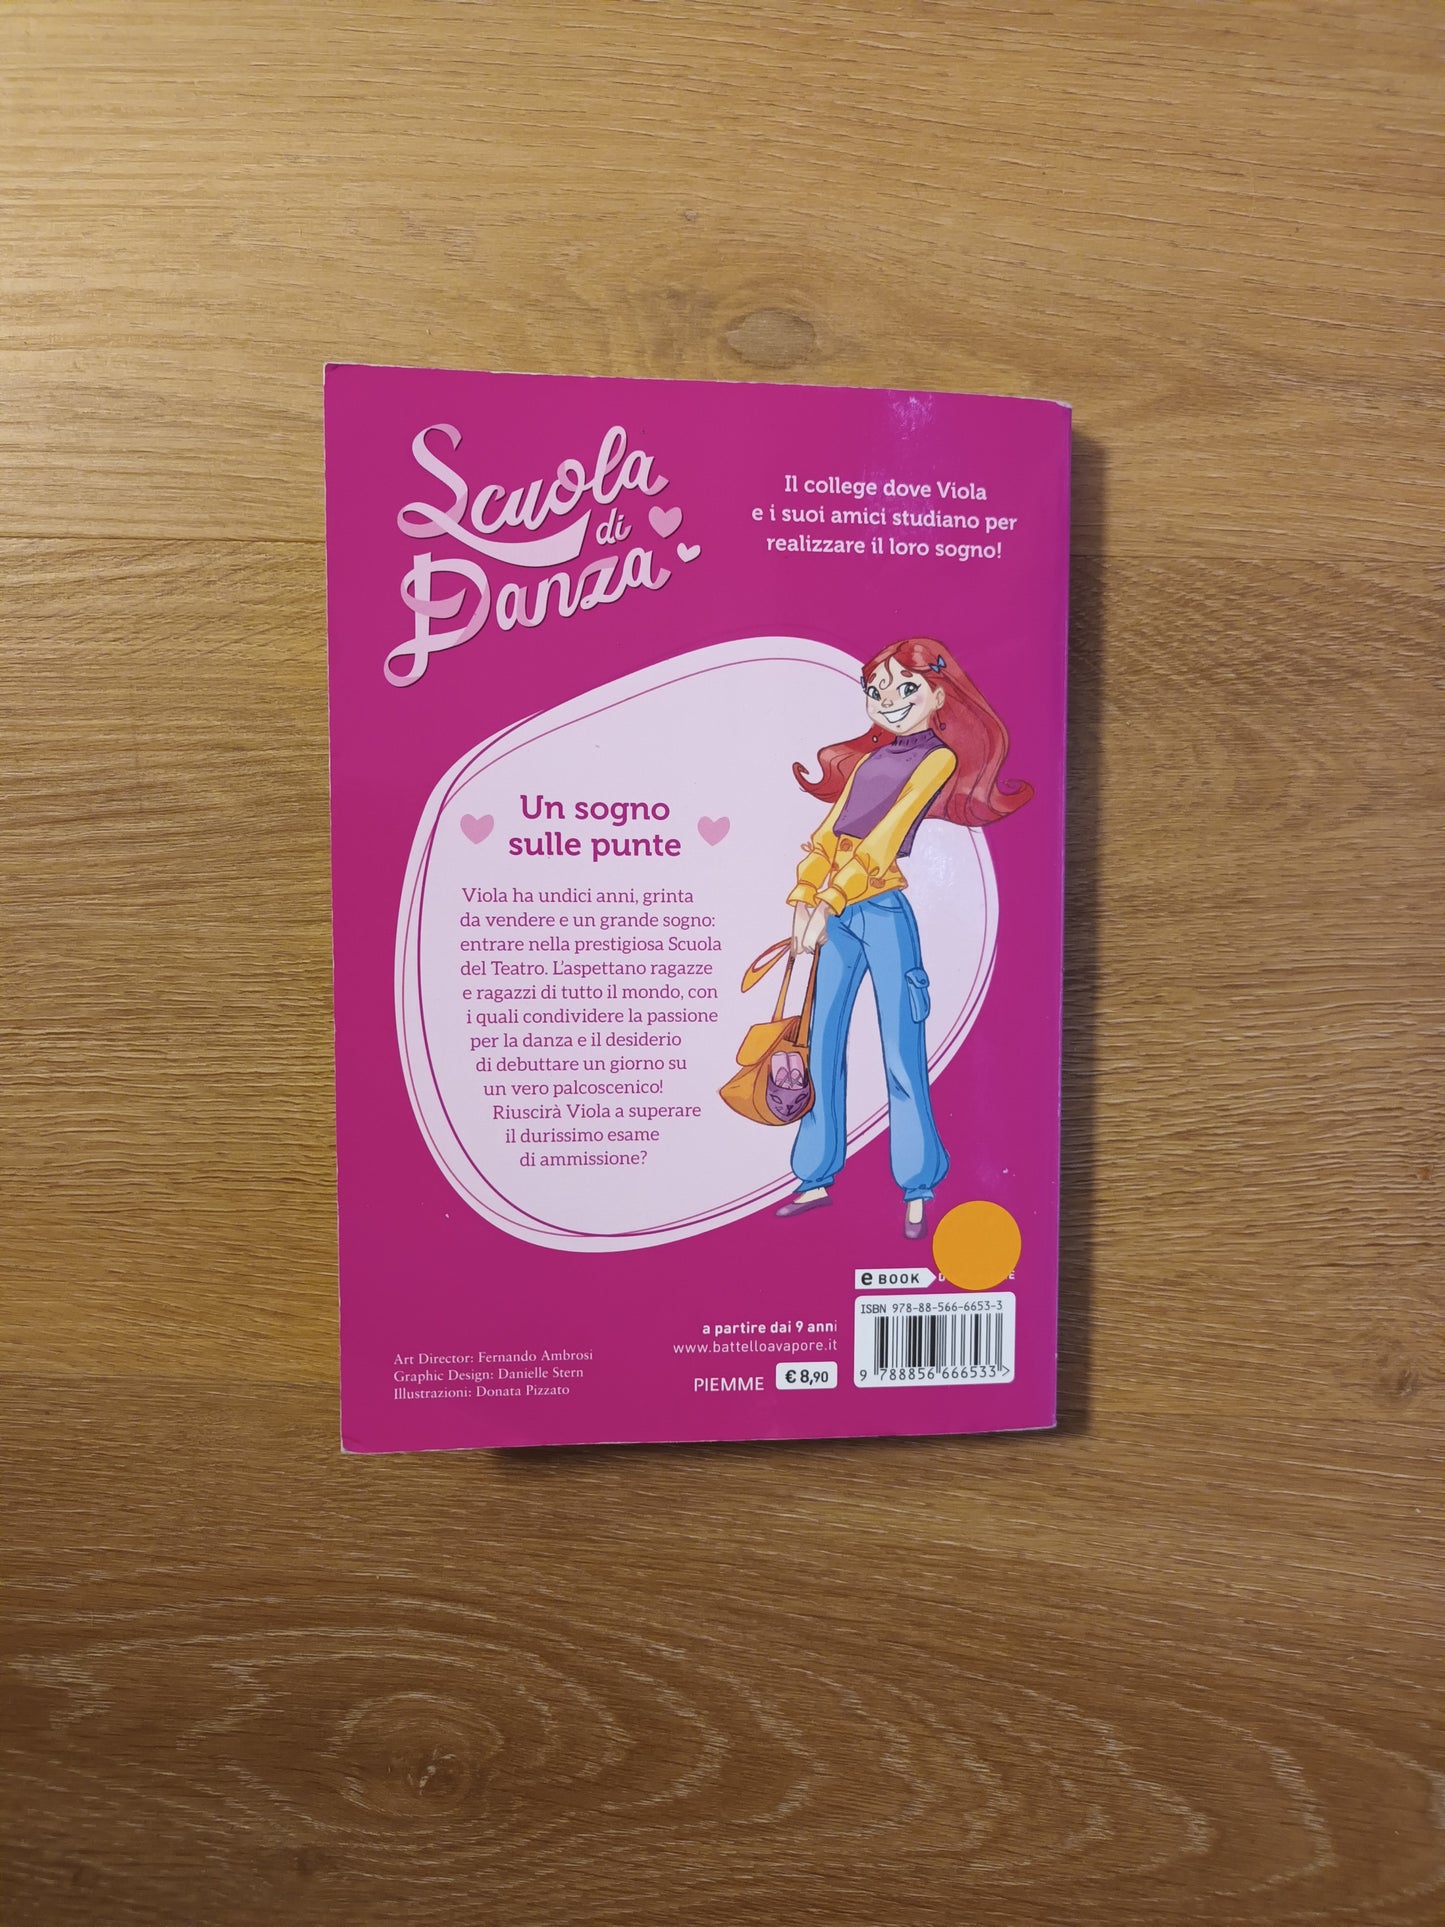 Scuola
di
Danza
Il college dove Viola
e i suoi amici studiano per
realizzare il loro sogno!
Un sogno
sulle punte
Viola ha undici anni, grinta
da vendere e un grande sogno:
entrare nella prestigiosa Scuola
del Teatro. L'aspettano ragazze
e ragazzi di tutto il mondo, con
i quali condividere la passione
per la danza e il desiderio
di debuttare un giorno su
un vero palcoscenico!
Riuscirà Viola a superare
il durissimo esame
di ammissione?
e BOOK
ISBN 978-88-566-6653-3
9 788856 666533 >
a partire dai 9 anni
www.battelloavapore.it
PIEMME € 8,90
Art Director: Fernando Ambrosi
Graphic Design: Danielle Stern
Illustrazioni: Donata Pizzato